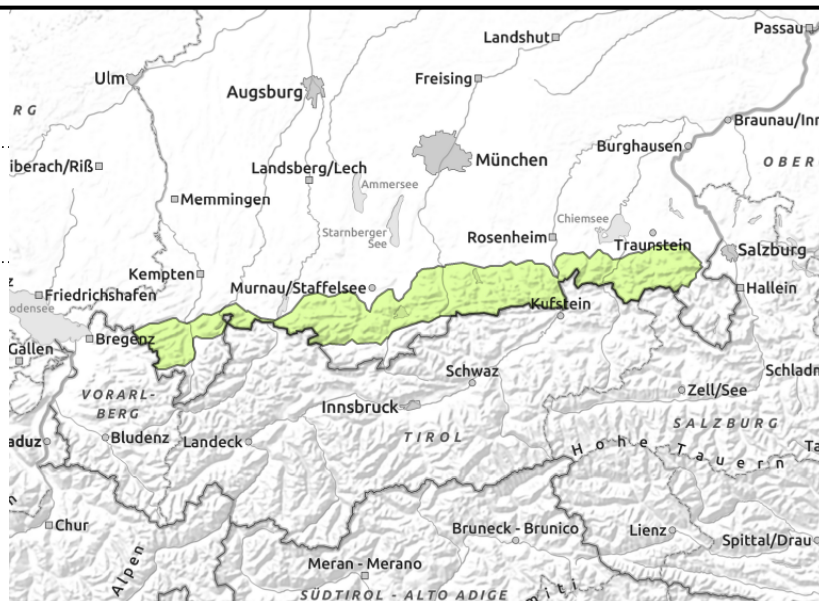 Passau
Landshut
Ulm
Freising
Augsburg
RG
Braunau/Inn
Burghausen
iberach/Riß
München
Landsberg/Lech
OBER
Ammersee
Memmingen
Chiemsee
Starnberger
See
Rosenheim
Traunstein
Salzburg
Kempten
Murnau/Staffelsee
Hallein
Friedrichshafen
odensee
Kufstein
Bregenz
Gallen
Schwaz
Schladm
VORARL-
BERG
Zell/See
Innsbruck
SALZBURG
Bludenz
Landeck
TIROL
aduz
Hohe Tauern
Ta
Chur
Bruneck - Brunico
Lienz
Spittal/Drau
Alpen
Meran - Merano
SÜDTIROL - ALTO ADIGE
miti